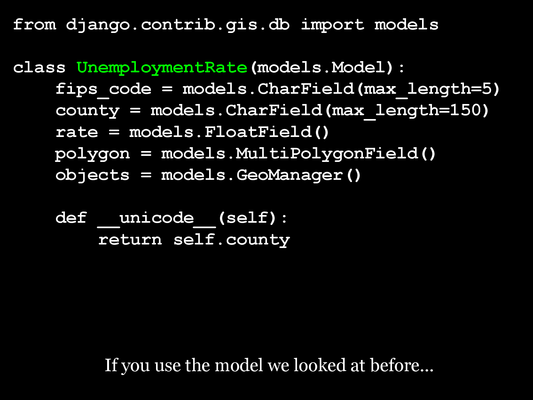 from django.contrib.gis.db import models
class UnemploymentRate(models.Model):
    fips_code = models.CharField(max_length=5)
    county = models.CharField(max_length=150)
    rate = models.FloatField()
    polygon = models.MultiPolygonField()
    objects = models.GeoManager()
    def __unicode__(self):
        return self.county
If you use the model we looked at before...